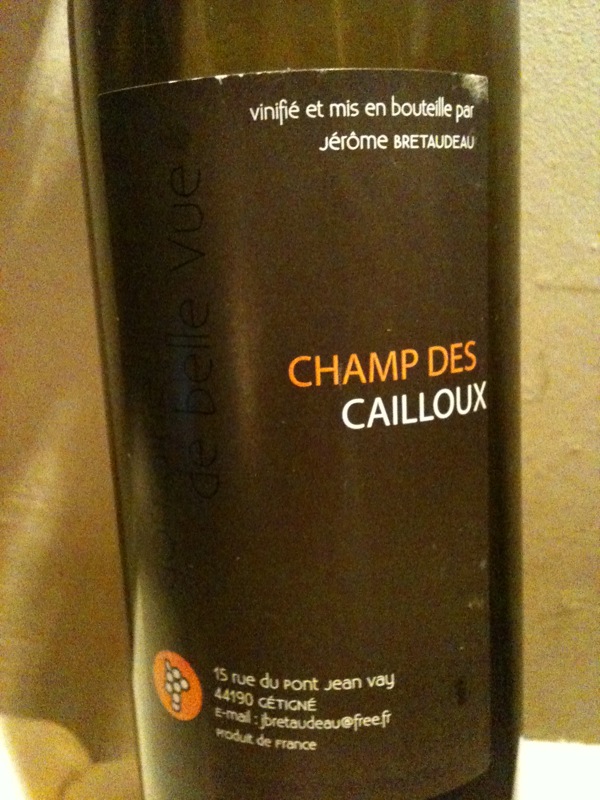 vinifié et mis en bouteille par
Jérôme BRETAUDEAU
de belle vue
CHAMP DES
CAILLOUX
15 rue du Pont Jean Vay
44190 GÉTIGNÉ
E-mail : jbretaudeau@free.fr
Produit de France